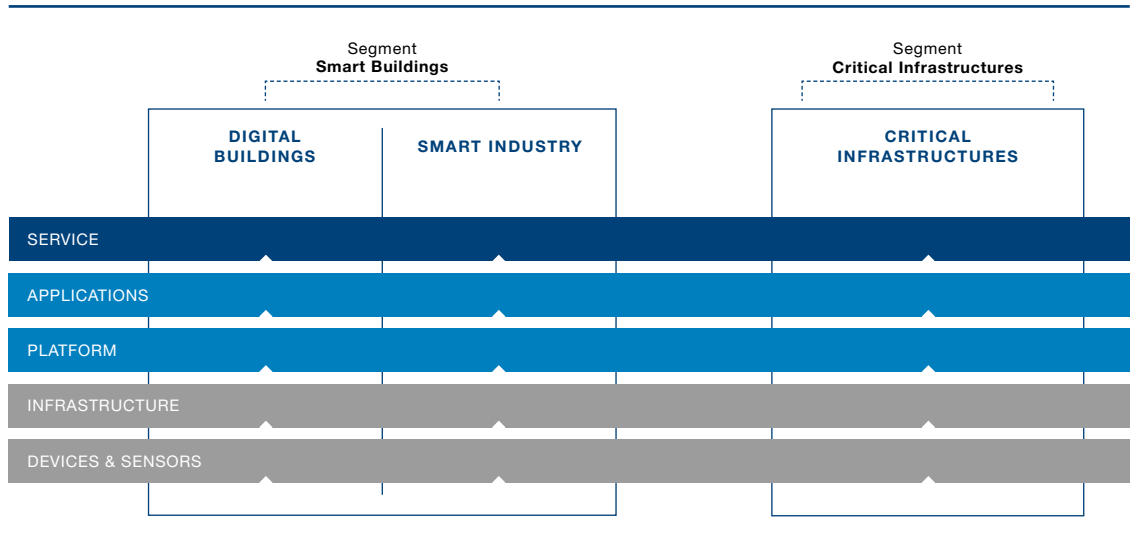 Segment
Smart Buildings
Segment
Critical Infrastructures
DIGITAL
BUILDINGS
SMART INDUSTRY
CRITICAL
INFRASTRUCTURES
SERVICE
APPLICATIONS
PLATFORM
INFRASTRUCTURE
DEVICES & SENSORS